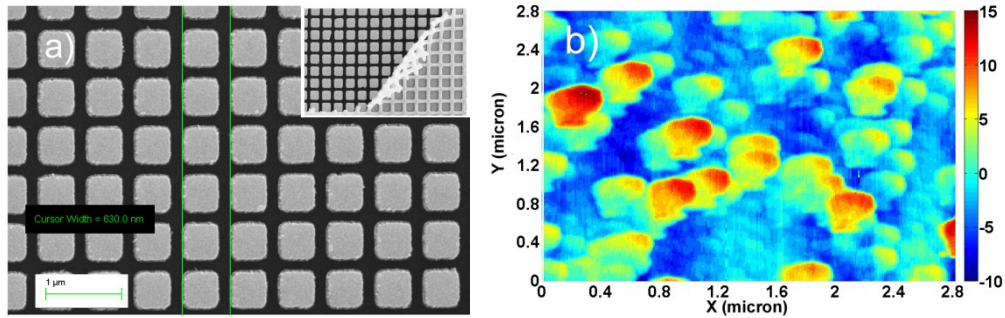 a)
Cursor Width = 630.0 nm
1 µm
b)
Y (micron)
2.8
2.4
2
1.6
1.2
0.8
0.4
0
0 0.4 0.8 1.2 1.6 2 2.4 2.8
X (micron)
15
10
5
0
-5
-10